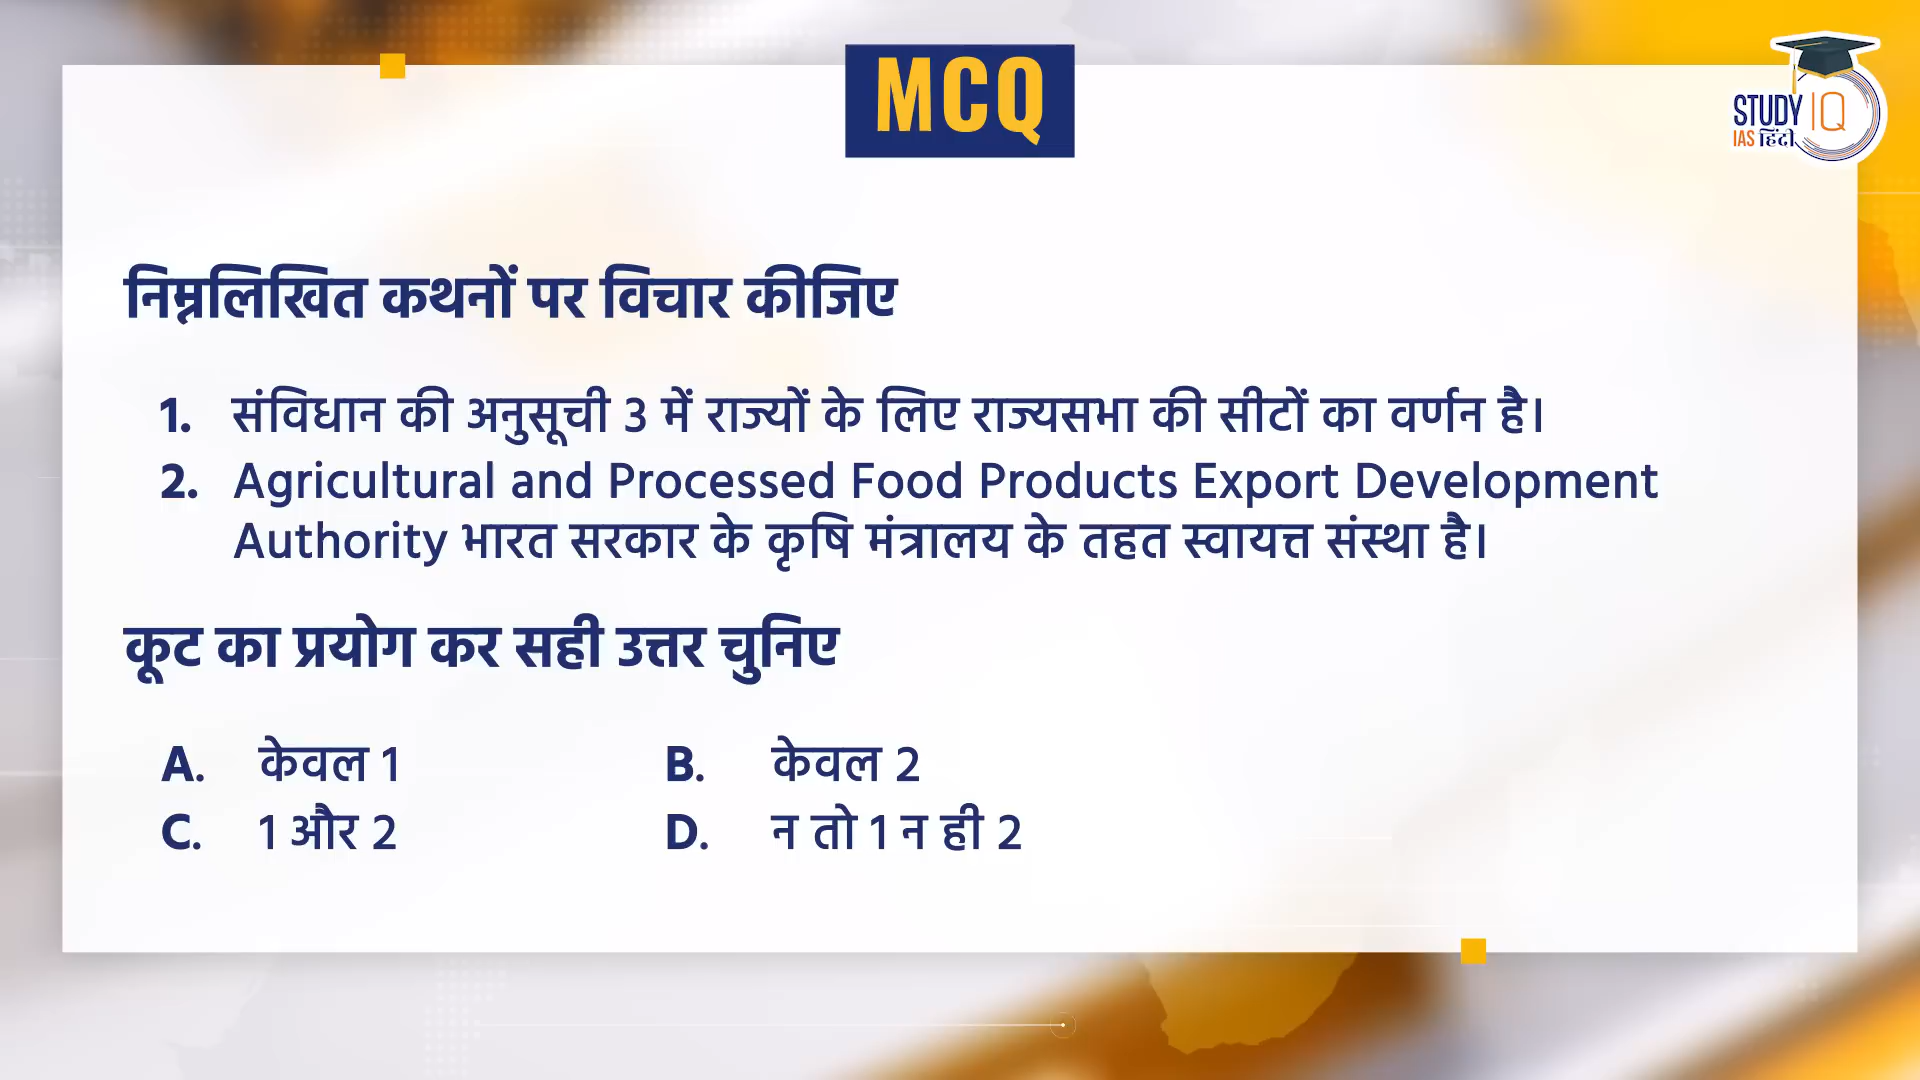 MCQ
STUDY IQ
IAS हिंदी
निम्नलिखित कथनों पर विचार कीजिए
1. संविधान की अनुसूची 3 में राज्यों के लिए राज्यसभा की सीटों का वर्णन है।
2. Agricultural and Processed Food Products Export Development
Authority भारत सरकार के कृषि मंत्रालय के तहत स्वायत्त संस्था है।
कूट का प्रयोग कर सही उत्तर चुनिए
A. केवल 1 B. केवल 2
C. 1 और 2 D. न तो 1 न ही 2